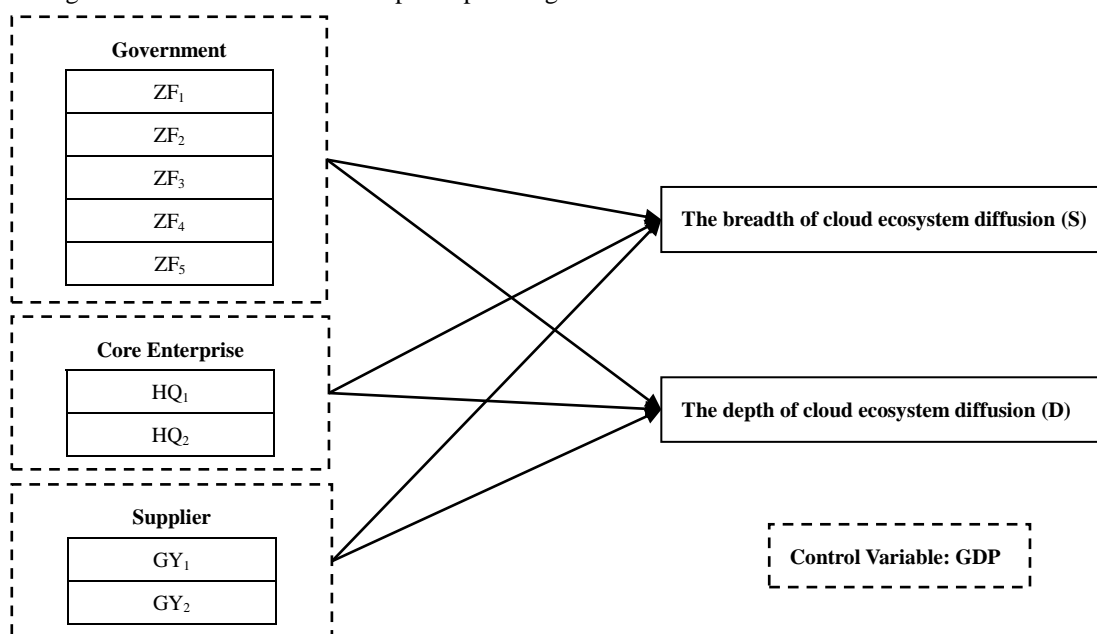 Government
ZF₁
ZF₂
ZF₃
ZF₄
ZF₅
Core Enterprise
HQ₁
HQ₂
Supplier
GY₁
GY₂
The breadth of cloud ecosystem diffusion (S)
The depth of cloud ecosystem diffusion (D)
Control Variable: GDP